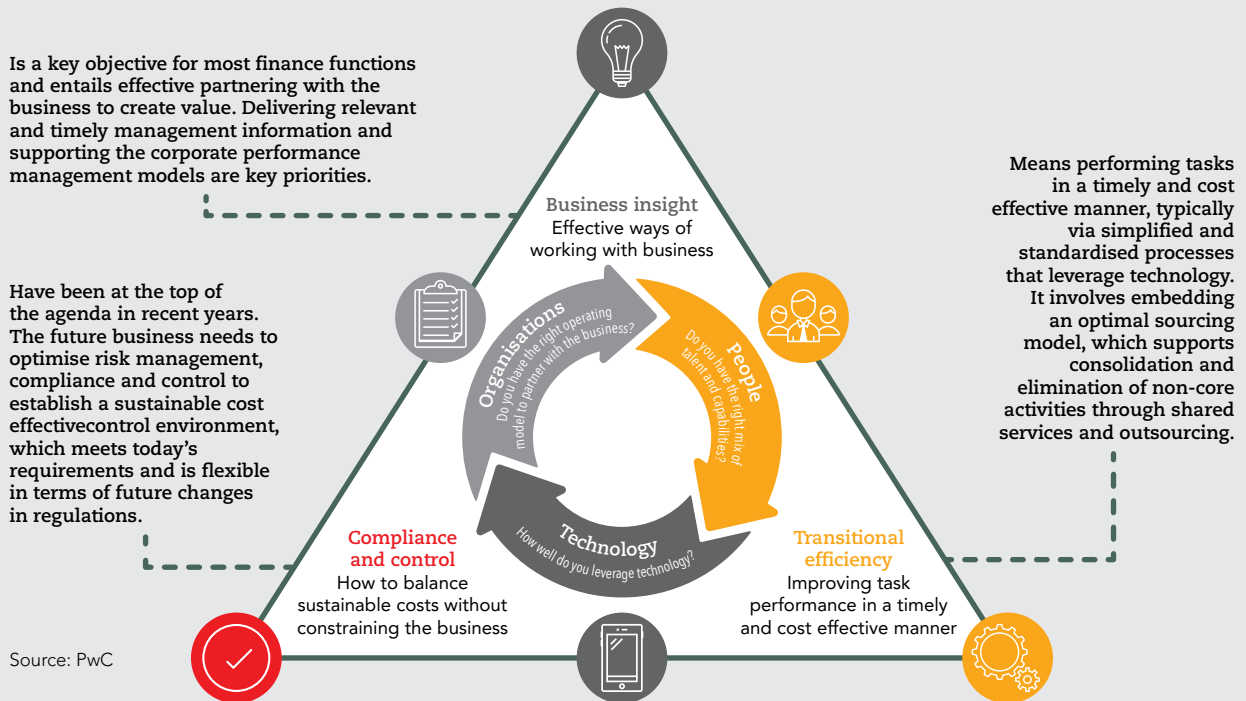 Is a key objective for most finance functions
and entails effective partnering with the
business to create value. Delivering relevant
and timely management information and
supporting the corporate performance
management models are key priorities.
Have been at the top of
the agenda in recent years.
The future business needs to
optimise risk management,
compliance and control to
establish a sustainable cost
effectivecontrol environment,
which meets today's
requirements and is flexible
in terms of future changes
in regulations.
Means performing tasks
in a timely and cost
effective manner, typically
via simplified and
standardised processes
that leverage technology.
It involves embedding
an optimal sourcing
model, which supports
consolidation and
elimination of non-core
activities through shared
services and outsourcing.
Business insight
Effective ways of
working with business
Organisations
Do you have the right operating
model to partner with the business?
People
Do you have the right mix of
talent and capabilities?
Technology
How well do you leverage technology?
Compliance
and control
How to balance
sustainable costs without
constraining the business
Transitional
efficiency
Improving task
performance in a timely
and cost effective manner
Source: PwC